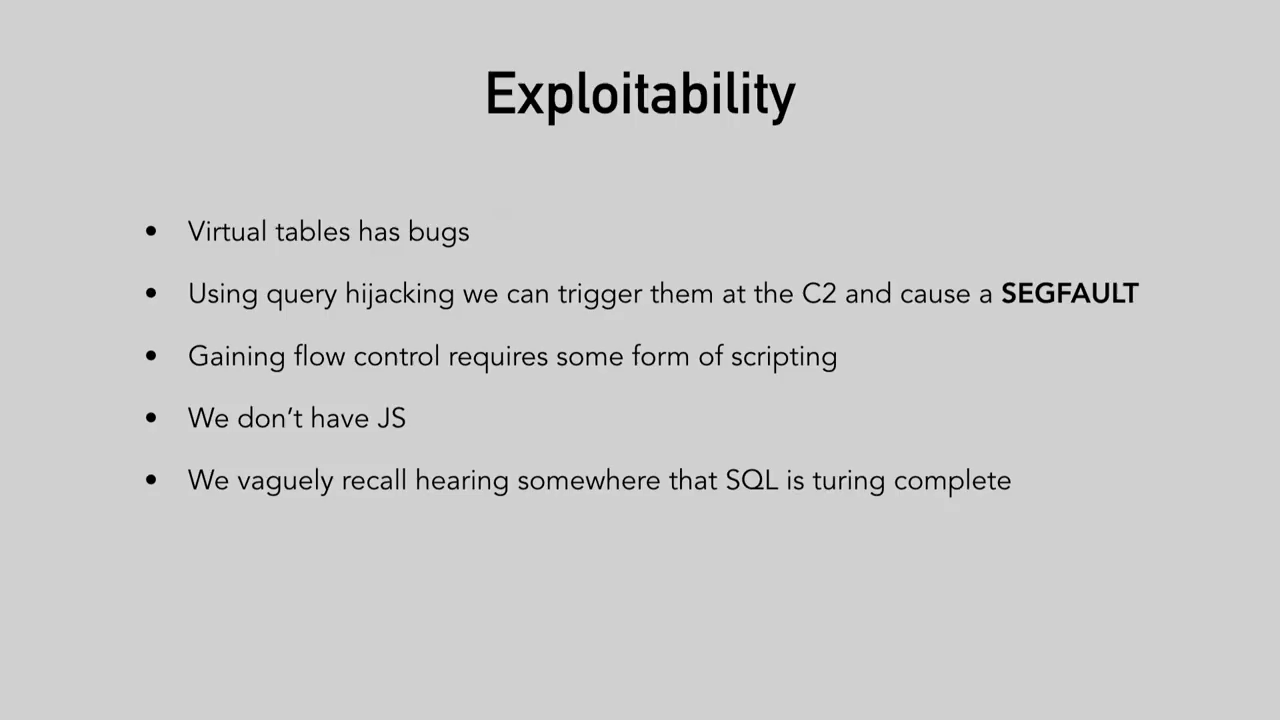 Exploitability
• Virtual tables has bugs
• Using query hijacking we can trigger them at the C2 and cause a SEGFAULT
• Gaining flow control requires some form of scripting
• We don’t have JS
• We vaguely recall hearing somewhere that SQL is turing complete